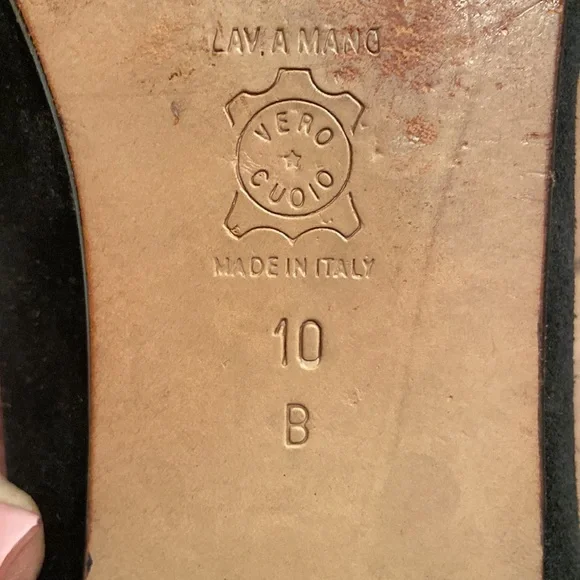 LAV. A MANO
VERO
CUOIO
MADE IN ITALY
10
B